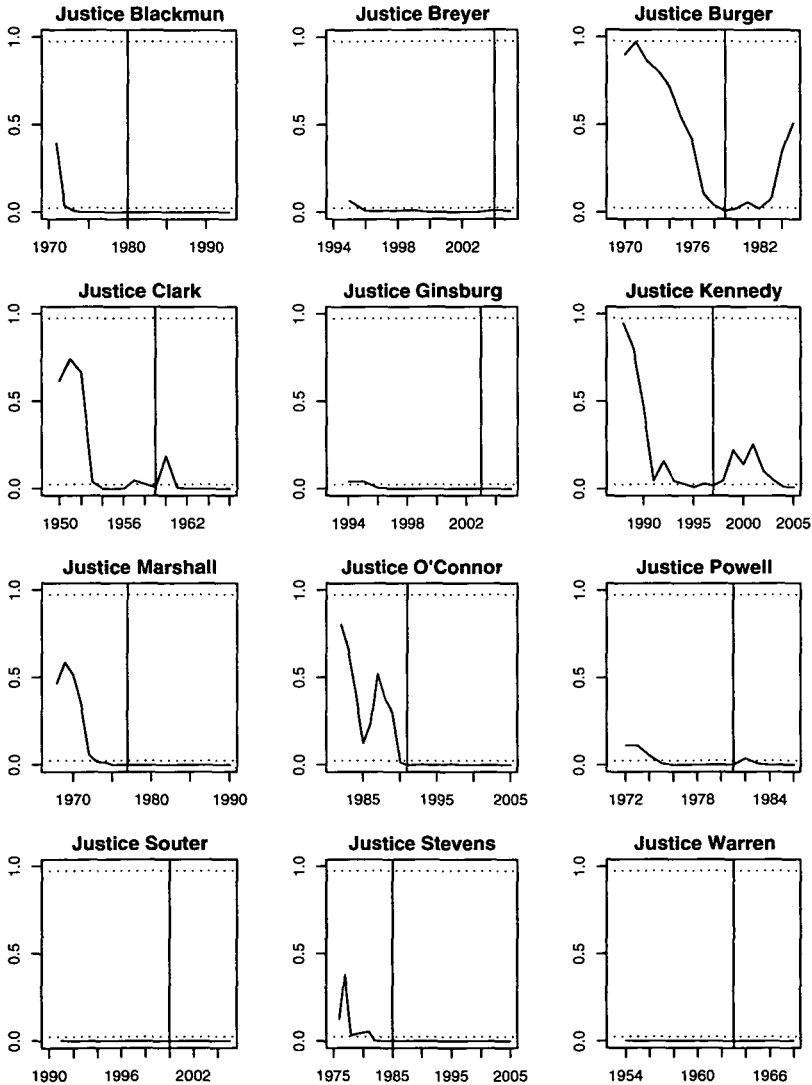 Justice Blackmun Justice Breyer Justice Burger
1.0 1.0 1.0
0.5 0.5 0.5
0.0 0.0 0.0
1970 1980 1990 1994 1998 2002 1970 1976 1982
Justice Clark Justice Ginsburg Justice Kennedy
1.0 1.0 1.0
0.5 0.5 0.5
0.0 0.0 0.0
1950 1956 1962 1994 1998 2002 1990 1995 2000 2005
Justice Marshall Justice O'Connor Justice Powell
1.0 1.0 1.0
0.5 0.5 0.5
0.0 0.0 0.0
1970 1980 1990 1985 1995 2005 1972 1978 1984
Justice Souter Justice Stevens Justice Warren
1.0 1.0 1.0
0.5 0.5 0.5
0.0 0.0 0.0
1990 1996 2002 1975 1985 1995 2005 1954 1960 1966